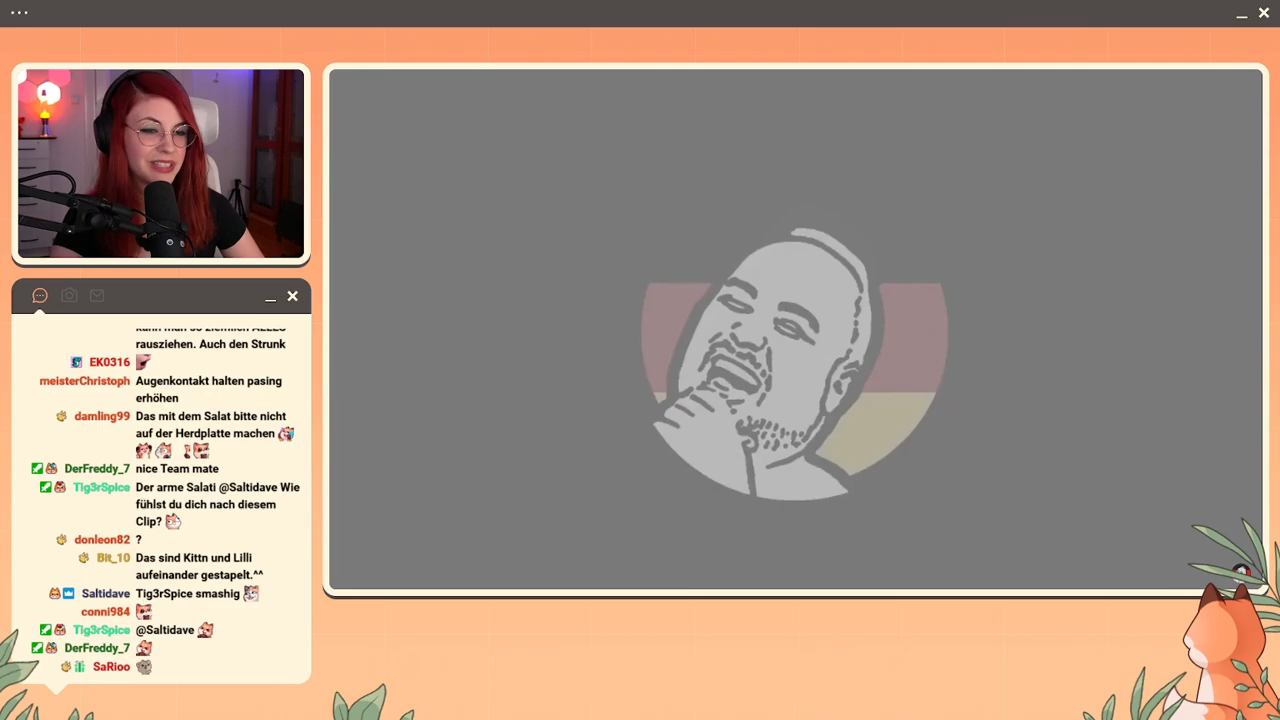 rausziehen. Auch den Strunk
EK0316
meisterChristoph Augenkontakt halten pasing
erhöhen
damling99 Das mit dem Salat bitte nicht
auf der Herdplatte machen
DerFreddy_7 nice Team mate
Tig3rSpice Der arme Salati @Saltidave Wie
fühlst du dich nach diesem
Clip?
donleon82 ?
Bit_10 Das sind Kittn und Lilli
aufeinander gestapelt.^^
Saltidave Tig3rSpice smashig
conni984
Tig3rSpice @Saltidave
DerFreddy_7
SaRioo